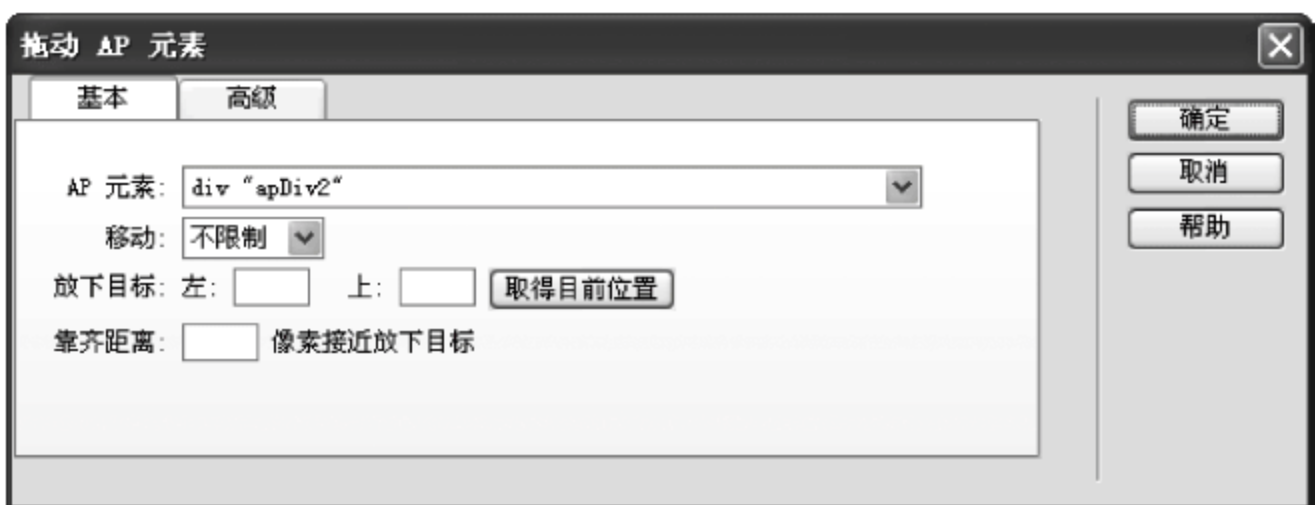 拖动 AP 元素
基本 高级
确定
取消
帮助
AP 元素: div "apDiv2"
移动: 不限制
放下目标: 左: 上: 取得目前位置
靠齐距离: 像素接近放下目标